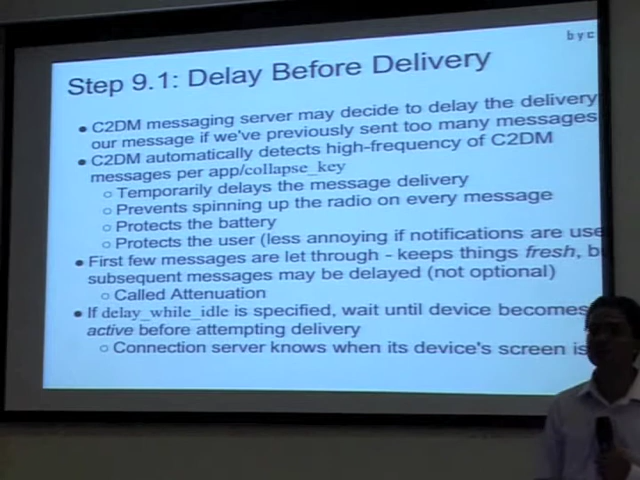 byc
Step 9.1: Delay Before Delivery
● C2DM messaging server may decide to delay the delivery
our message if we've previously sent too many messages
● C2DM automatically detects high-frequency of C2DM
messages per app/collapse_key
○ Temporarily delays the message delivery
○ Prevents spinning up the radio on every message
○ Protects the battery
○ Protects the user (less annoying if notifications are use
● First few messages are let through - keeps things fresh, b
subsequent messages may be delayed (not optional)
○ Called Attenuation
● If delay_while_idle is specified, wait until device becomes
active before attempting delivery
○ Connection server knows when its device's screen is